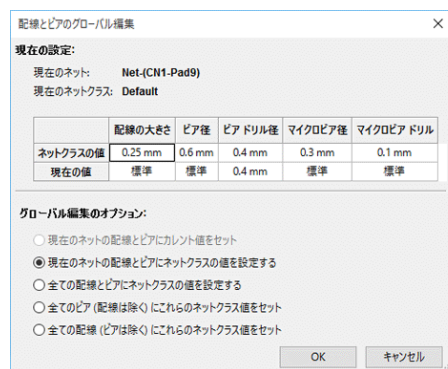 配線とビアのグローバル編集
現在の設定:
現在のネット: Net-(CN1-Pad9)
現在のネットクラス: Default
配線の大きさ ビア径 ビアドリル径 マイクロビア径 マイクロビアドリル
ネットクラスの値 0.25 mm 0.6 mm 0.4 mm 0.3 mm 0.1 mm
現在の値 標準 標準 0.4 mm 標準 標準
グローバル編集のオプション:
現在のネットの配線とビアにカレント値をセット
現在のネットの配線とビアにネットクラスの値を設定する
全ての配線とビアにネットクラスの値を設定する
全てのビア (配線は除く) にこれらのネットクラス値をセット
全ての配線 (ビアは除く) にこれらのネットクラス値をセット
OK キャンセル